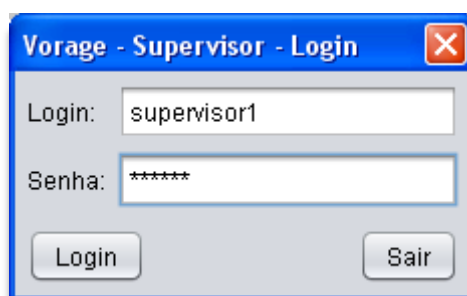 Vorage - Supervisor - Login
Login: supervisor1
Senha: ******
Login Sair